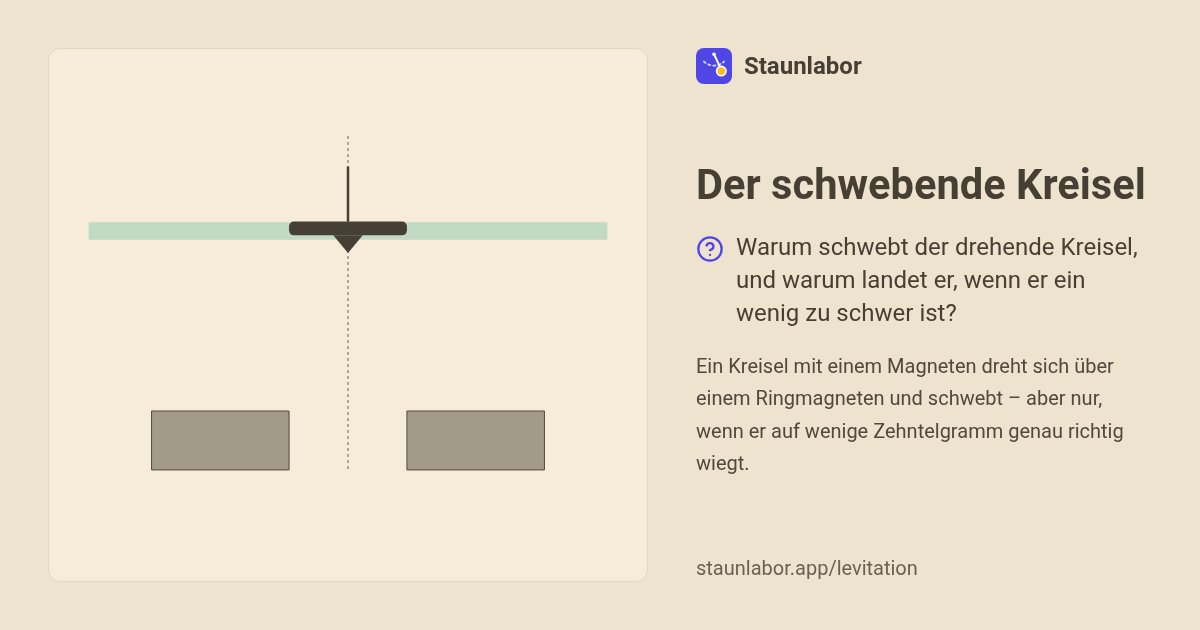 Staunlabor
Der schwebende Kreisel
Warum schwebt der drehende Kreisel,
und warum landet er, wenn er ein
wenig zu schwer ist?
Ein Kreisel mit einem Magneten dreht sich über
einem Ringmagneten und schwebt – aber nur,
wenn er auf wenige Zehntelgramm genau richtig
wiegt.
staunlabor.app/levitation